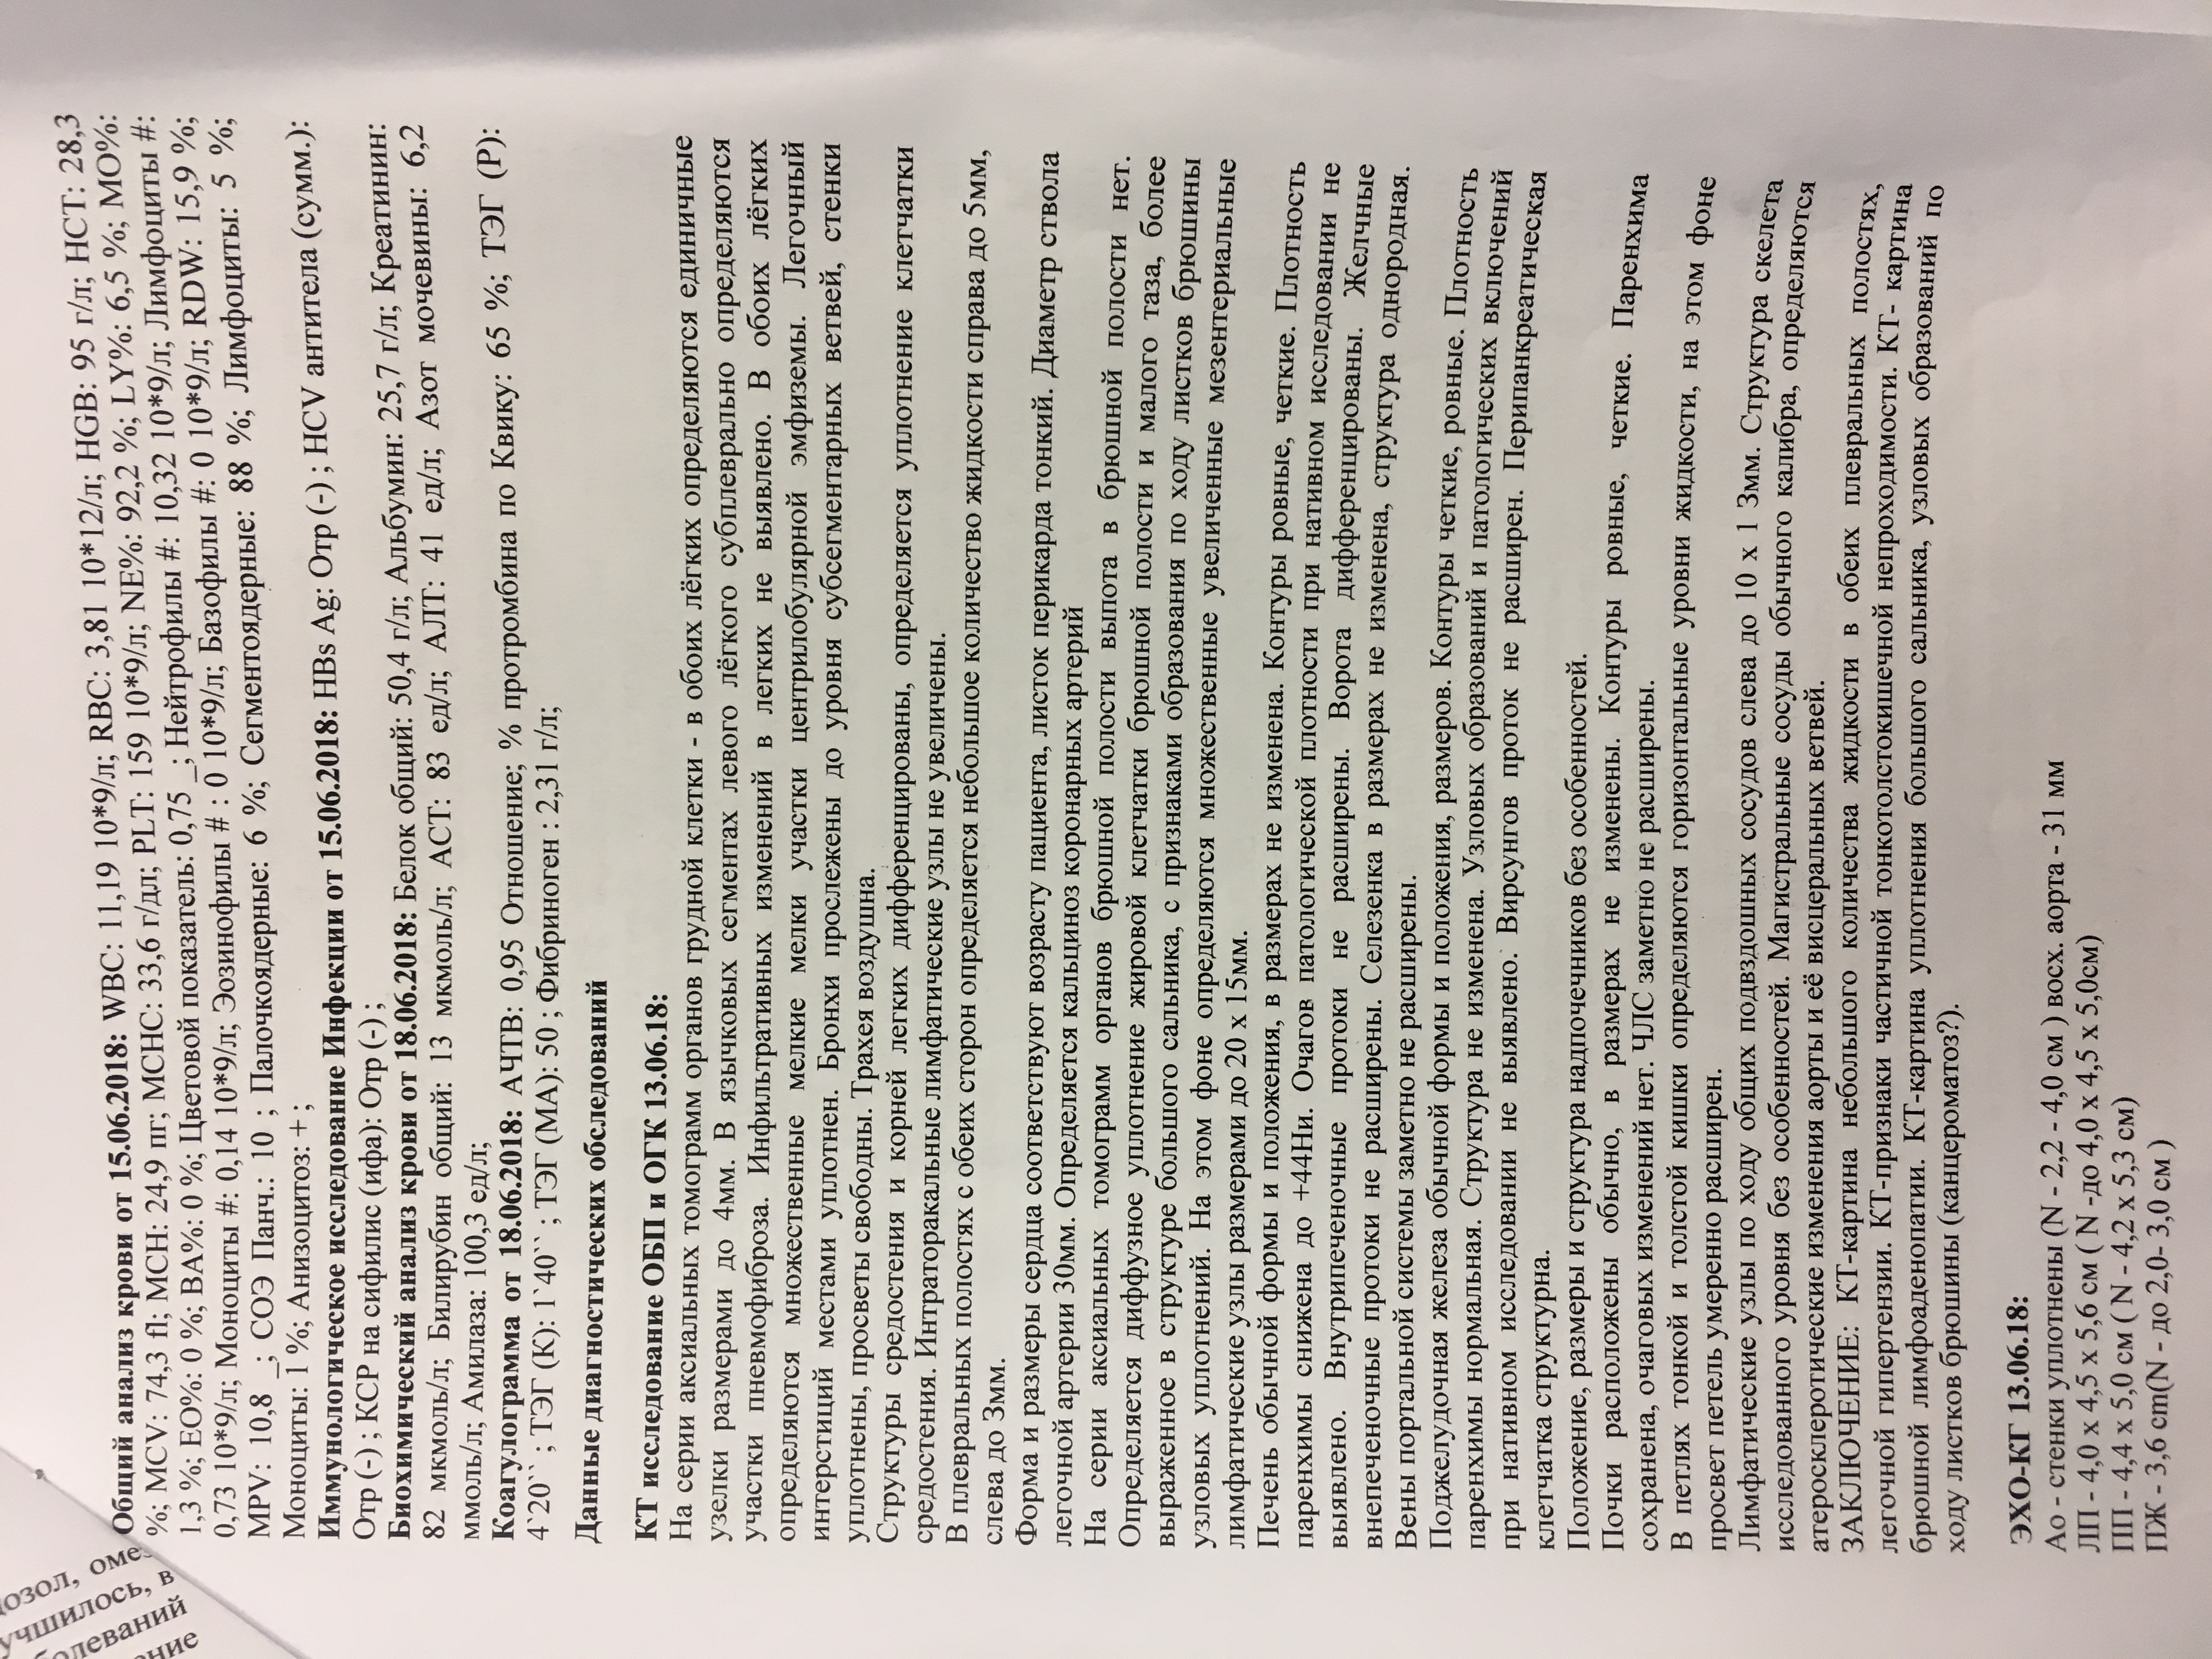 озол, оме
учшилось, в
болеваний
ение
Общий анализ крови от 15.06.2018: WBC: 11,19 10*9/л; RBC: 3,81 10*12/л; HGB: 95 г/л; HCT: 28,3
%; MCV: 74,3 fl; MCH: 24,9 пг; MCHC: 33,6 г/дл; PLT: 159 10*9/л; NE%: 92,2 %; LY%: 6,5 %; MO%:
1,3 %; EO%: 0 %; BA%: 0 %; Цветовой показатель: 0,75 _; Нейтрофилы #: 10,32 10*9/л; Лимфоциты #:
0,73 10*9/л; Моноциты #: 0,14 10*9/л; Эозинофилы # : 0 10*9/л; Базофилы #: 0 10*9/л; RDW: 15,9 %;
MPV: 10,8 _; СОЭ Панч.: 10 ; Палочкоядерные: 6 %; Сегментоядерные: 88 %; Лимфоциты: 5 %;
Моноциты: 1 %; Анизоцитоз: + ;
Иммунологическое исследование Инфекции от 15.06.2018: HBs Ag: Отр (-) ; HCV антитела (сумм.):
Отр (-) ; КСР на сифилис (ифа): Отр (-) ;
Биохимический анализ крови от 18.06.2018: Белок общий: 50,4 г/л; Альбумин: 25,7 г/л; Креатинин:
82 мкмоль/л; Билирубин общий: 13 мкмоль/л; АСТ: 83 ед/л; АЛТ: 41 ед/л; Азот мочевины: 6,2
ммоль/л; Амилаза: 100,3 ед/л;
Коагулограмма от 18.06.2018: АЧТВ: 0,95 Отношение; % протромбина по Квику: 65 %; ТЭГ (Р):
4`20`` ; ТЭГ (К): 1`40`` ; ТЭГ (МА): 50 ; Фибриноген : 2,31 г/л;
Данные диагностических обследований
КТ исследование ОБП и ОГК 13.06.18:
На серии аксиальных томограмм органов грудной клетки - в обоих лёгких определяются единичные
узелки размерами до 4мм. В язычковых сегментах левого лёгкого субплеврально определяются
участки пневмофиброза. Инфильтративных изменений в легких не выявлено. В обоих лёгких
определяются множественные мелкие мелки участки центрилобулярной эмфиземы. Легочный
интерстиций местами уплотнен. Бронхи прослежены до уровня субсегментарных ветвей, стенки
уплотнены, просветы свободны. Трахея воздушна.
Структуры средостения и корней легких дифференцированы, определяется уплотнение клетчатки
средостения. Интраторакальные лимфатические узлы не увеличены.
В плевральных полостях с обеих сторон определяется небольшое количество жидкости справа до 5мм,
слева до 3мм.
Форма и размеры сердца соответствуют возрасту пациента, листок перикарда тонкий. Диаметр ствола
легочной артерии 30мм. Определяется кальциноз коронарных артерий
На серии аксиальных томограмм органов брюшной полости выпота в брюшной полости нет.
Определяется диффузное уплотнение жировой клетчатки брюшной полости и малого таза, более
выраженное в структуре большого сальника, с признаками образования по ходу листков брюшины
узловых уплотнений. На этом фоне определяются множественные увеличенные мезентериальные
лимфатические узлы размерами до 20 х 15мм.
Печень обычной формы и положения, в размерах не изменена. Контуры ровные, четкие. Плотность
паренхимы снижена до +44Hи. Очагов патологической плотности при нативном исследовании не
выявлено. Внутрипеченочные протоки не расширены. Ворота дифференцированы. Желчные
внепеченочные протоки не расширены. Селезенка в размерах не изменена, структура однородная.
Вены портальной системы заметно не расширены.
Поджелудочная железа обычной формы и положения, размеров. Контуры четкие, ровные. Плотность
паренхимы нормальная. Структура не изменена. Узловых образований и патологических включений
при нативном исследовании не выявлено. Вирсунгов проток не расширен. Перипанкреатическая
клетчатка структурна.
Положение, размеры и структура надпочечников без особенностей.
Почки расположены обычно, в размерах не изменены. Контуры ровные, четкие. Паренхима
сохранена, очаговых изменений нет. ЧЛС заметно не расширены.
В петлях тонкой и толстой кишки определяются горизонтальные уровни жидкости, на этом фоне
просвет петель умеренно расширен.
Лимфатические узлы по ходу общих подвздошных сосудов слева до 10 х 1 3мм. Структура скелета
исследованного уровня без особенностей. Магистральные сосуды обычного калибра, определяются
атеросклеротические изменения аорты и её висцеральных ветвей.
ЗАКЛЮЧЕНИЕ: КТ-картина небольшого количества жидкости в обеих плевральных полостях,
легочной гипертензии. КТ-признаки частичной тонкотолстокишечной непроходимости. КТ- картина
брюшной лимфоаденопатии. КТ-картина уплотнения большого сальника, узловых образований по
ходу листков брюшины (канцероматоз?).
ЭХО-КГ 13.06.18:
Ао - стенки уплотнены (N - 2,2 - 4,0 см ) восх. аорта - 31 мм
ЛП - 4,0 х 4,5 х 5,6 см ( N -до 4,0 х 4,5 х 5,0см)
ПП - 4,4 х 5,0 см ( N - 4,2 х 5,3 см)
ПЖ - 3,6 cm(N - до 2,0- 3,0 см )